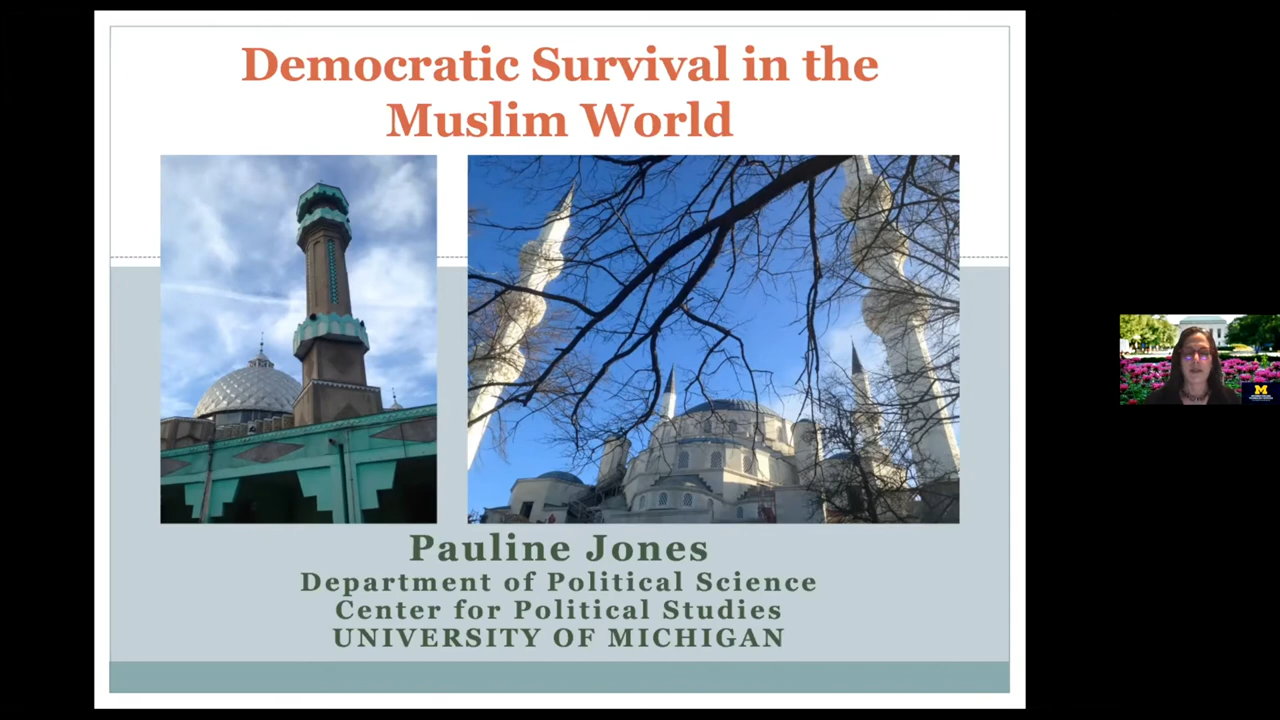 Democratic Survival in the
Muslim World
Pauline Jones
Department of Political Science
Center for Political Studies
UNIVERSITY OF MICHIGAN
M